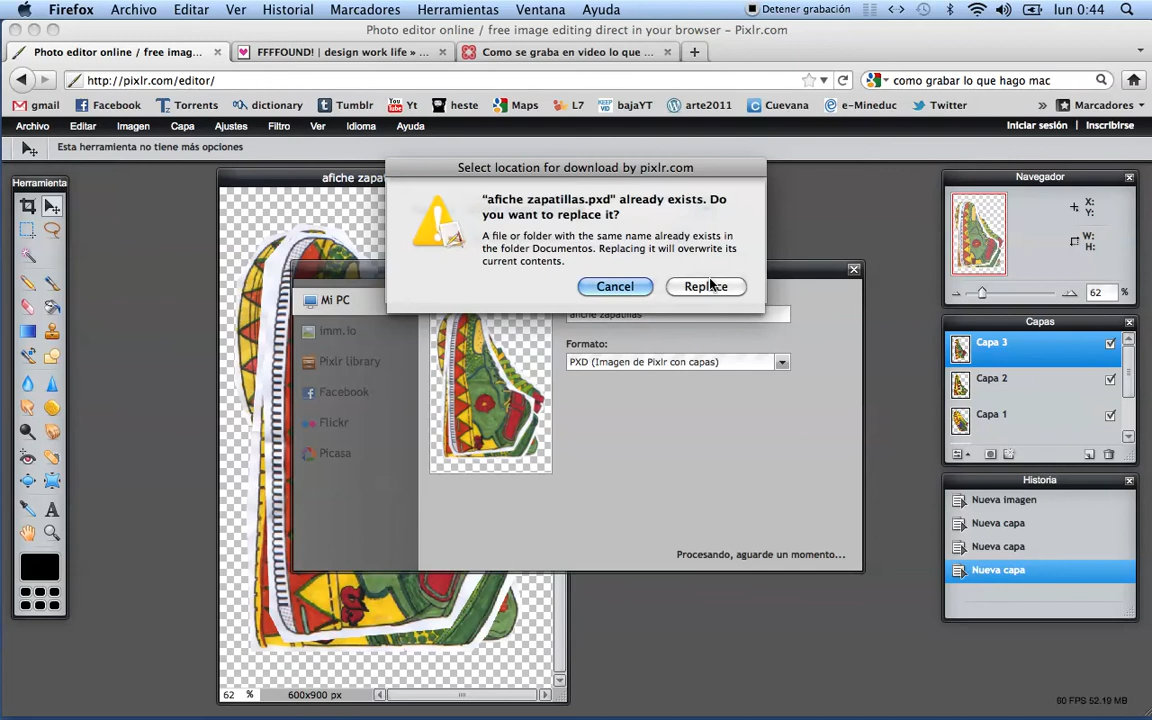 Firefox Archivo Editar Ver Historial Marcadores Herramientas Ventana Ayuda Detener grabación lun 0:44
Photo editor online / free image editing direct in your browser – Pixlr.com
Photo editor online / free imag... FFFFOUND! | design work life » ... Como se graba en video lo que ...
http://pixlr.com/editor/ como grabar lo que hago mac
gmail Facebook Torrents dictionary Tumblr Yt heste Maps L7 bajaYT arte2011 Cuevana e-Mineduc Twitter » Marcadores
Archivo Editar Imagen Capa Ajustes Filtro Ver Idioma Ayuda Iniciar sesión Inscribirse
Esta herramienta no tiene más opciones
Herramienta
afiche zapa
Select location for download by pixlr.com
"afiche zapatillas.pxd" already exists. Do
you want to replace it?
A file or folder with the same name already exists in
the folder Documentos. Replacing it will overwrite its
current contents.
Cancel Replace
Mi PC
imm.io
Pixlr library
Facebook
Flickr
Picasa
afiche zapatillas
Formato:
PXD (Imagen de Pixlr con capas)
Procesando, aguarde un momento...
62 % 600x900 px
Navegador
X:
Y:
W:
H:
62 %
Capas
Capa 3
Capa 2
Capa 1
Historia
Nueva imagen
Nueva capa
Nueva capa
Nueva capa
60 FPS 52.19 MB